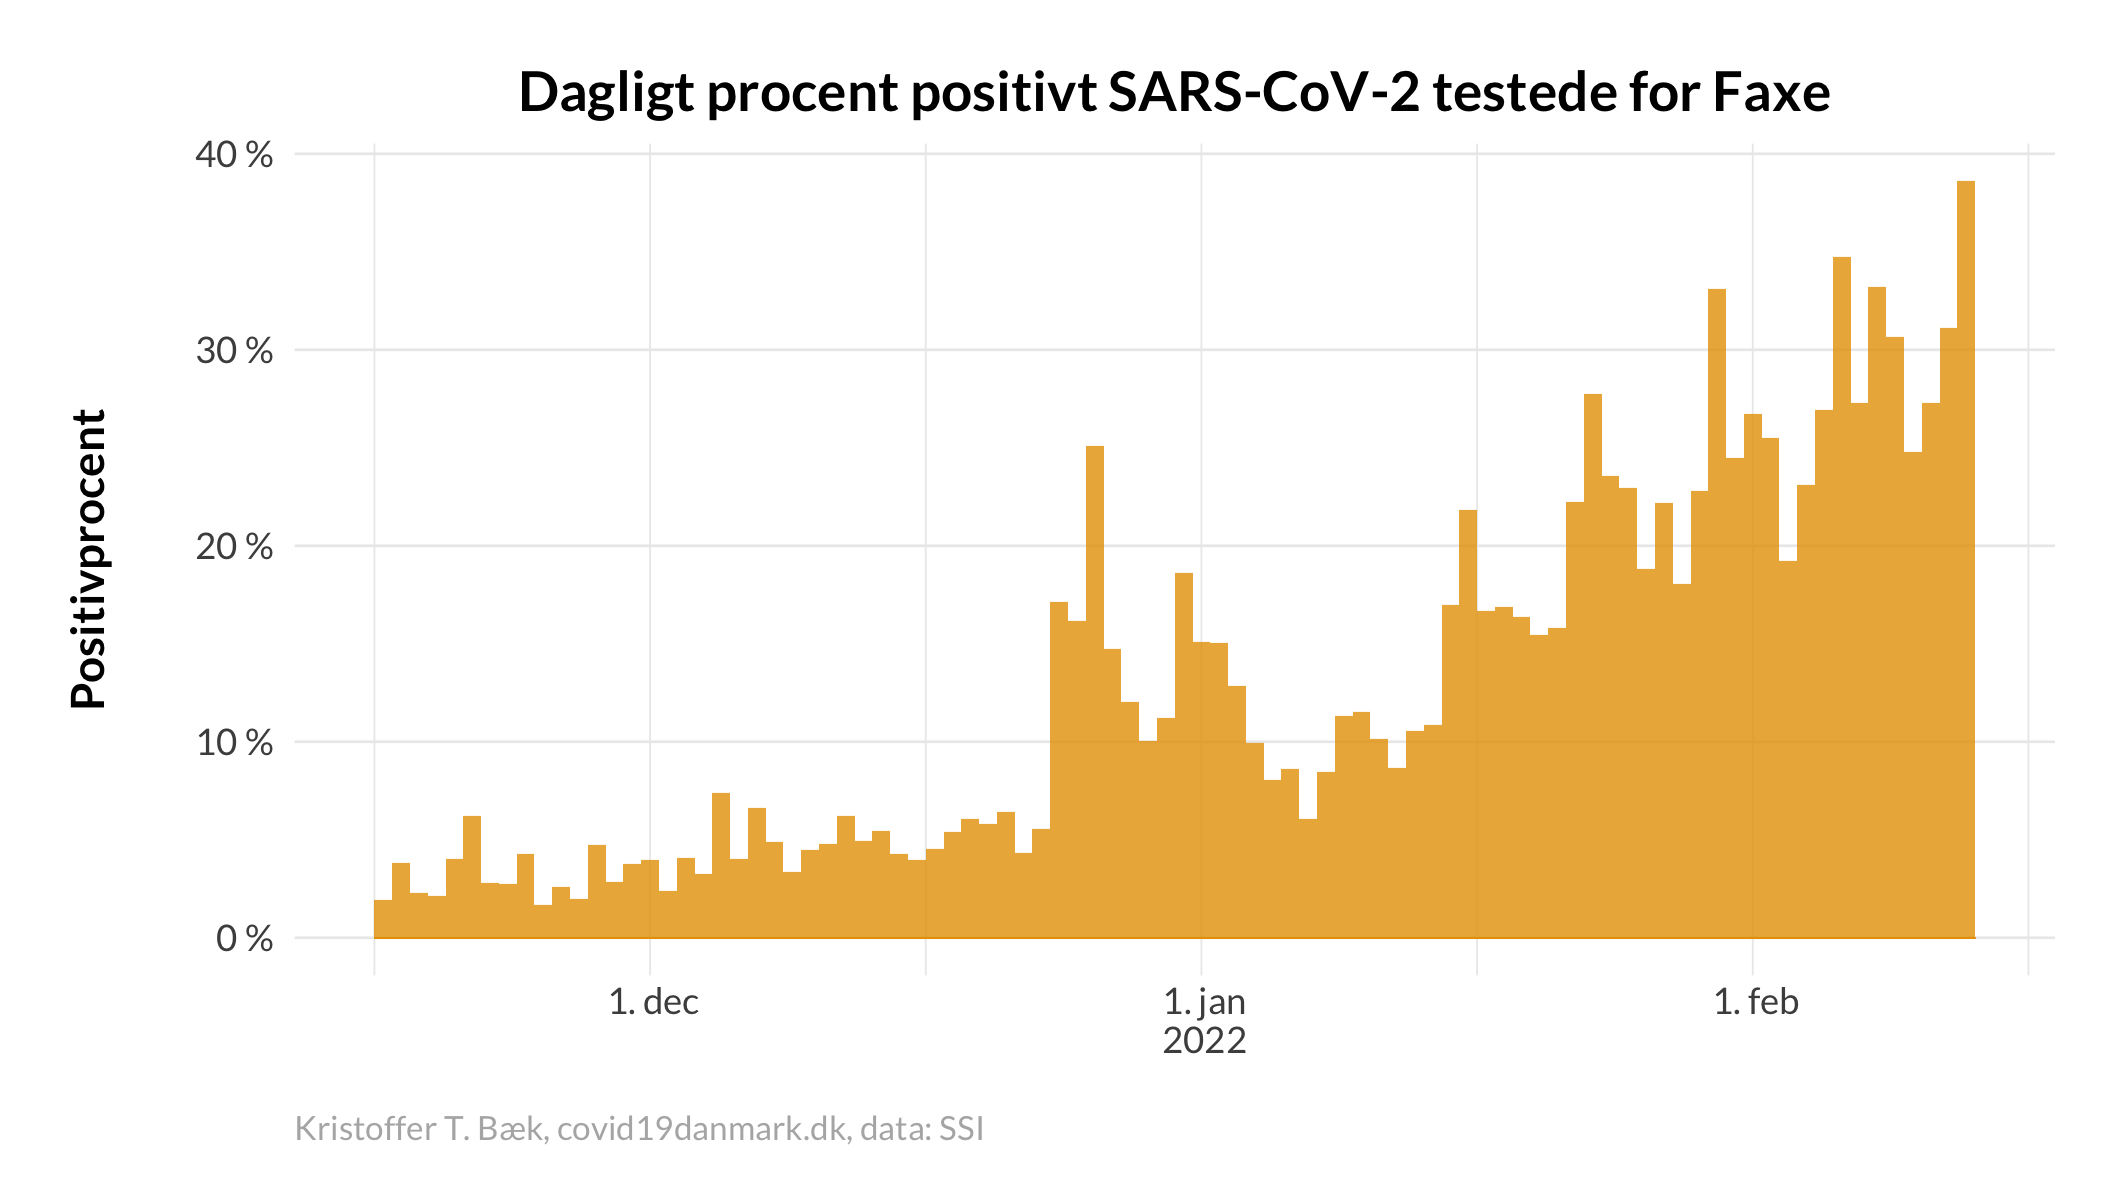 Dagligt procent positivt SARS-CoV-2 testede for Faxe
Positivprocent
40 %
30 %
20 %
10 %
0 %
1. dec
1. jan
2022
1. feb
Kristoffer T. Bæk, covid19danmark.dk, data: SSI